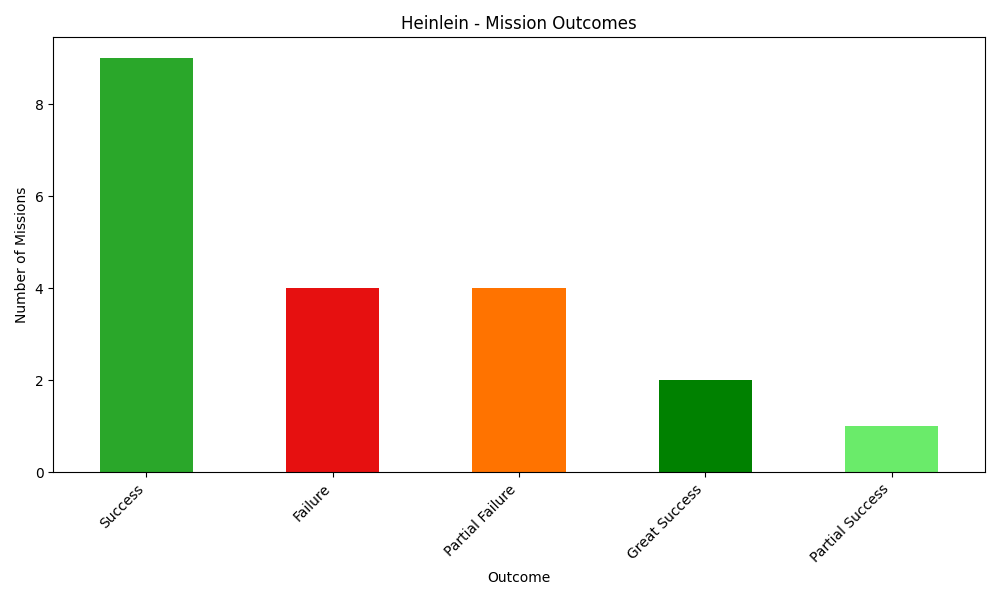 Heinlein - Mission Outcomes
Number of Missions
8
6
4
2
0
Success
Failure
Partial Failure
Great Success
Partial Success
Outcome